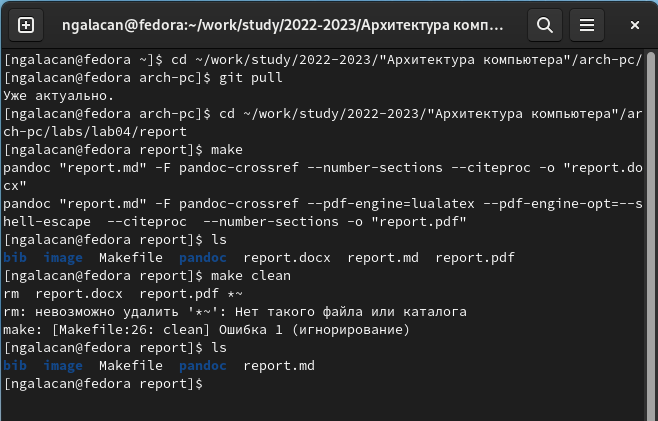 ngalacan@fedora:~/work/study/2022-2023/Архитектура комп...
[ngalacan@fedora ~]$ cd ~/work/study/2022-2023/"Архитектура компьютера"/arch-pc/
[ngalacan@fedora arch-pc]$ git pull
Уже актуально.
[ngalacan@fedora arch-pc]$ cd ~/work/study/2022-2023/"Архитектура компьютера"/ar
ch-pc/labs/lab04/report
[ngalacan@fedora report]$ make
pandoc "report.md" -F pandoc-crossref --number-sections --citeproc -o "report.do
cx"
pandoc "report.md" -F pandoc-crossref --pdf-engine=lualatex --pdf-engine-opt=--s
hell-escape  --citeproc  --number-sections -o "report.pdf"
[ngalacan@fedora report]$ ls
bib  image  Makefile  pandoc  report.docx  report.md  report.pdf
[ngalacan@fedora report]$ make clean
rm  report.docx  report.pdf *~
rm: невозможно удалить '*~': Нет такого файла или каталога
make: [Makefile:26: clean] Ошибка 1 (игнорирование)
[ngalacan@fedora report]$ ls
bib  image  Makefile  pandoc  report.md
[ngalacan@fedora report]$